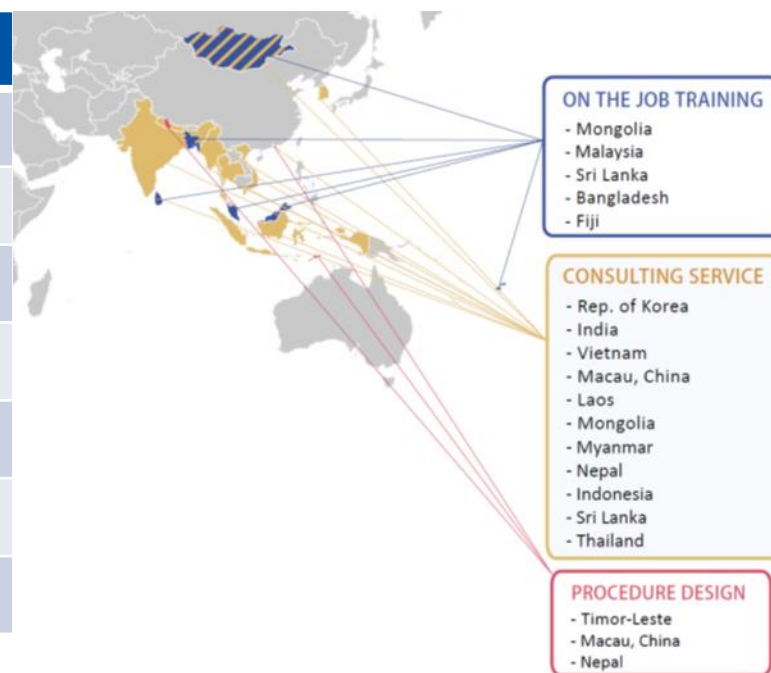 ON THE JOB TRAINING
- Mongolia
- Malaysia
- Sri Lanka
- Bangladesh
- Fiji
CONSULTING SERVICE
- Rep. of Korea
- India
- Vietnam
- Macau, China
- Laos
- Mongolia
- Myanmar
- Nepal
- Indonesia
- Sri Lanka
- Thailand
PROCEDURE DESIGN
- Timor-Leste
- Macau, China
- Nepal